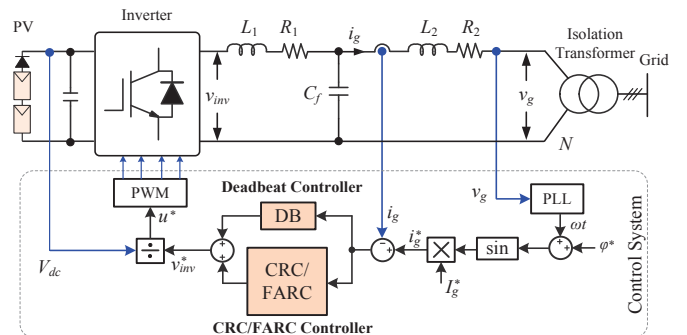 Inverter
PV
L1
R1
ig
L2
R2
Isolation
Transformer
Grid
vinv
Cf
vg
N
PWM
u*
Deadbeat Controller
DB
ig
vg
PLL
ωt
Control System
Vdc
÷
v*inv
+
+
CRC/
FARC
−
+
i*g
×
sin
+
+
φ*
I*g
CRC/FARC Controller